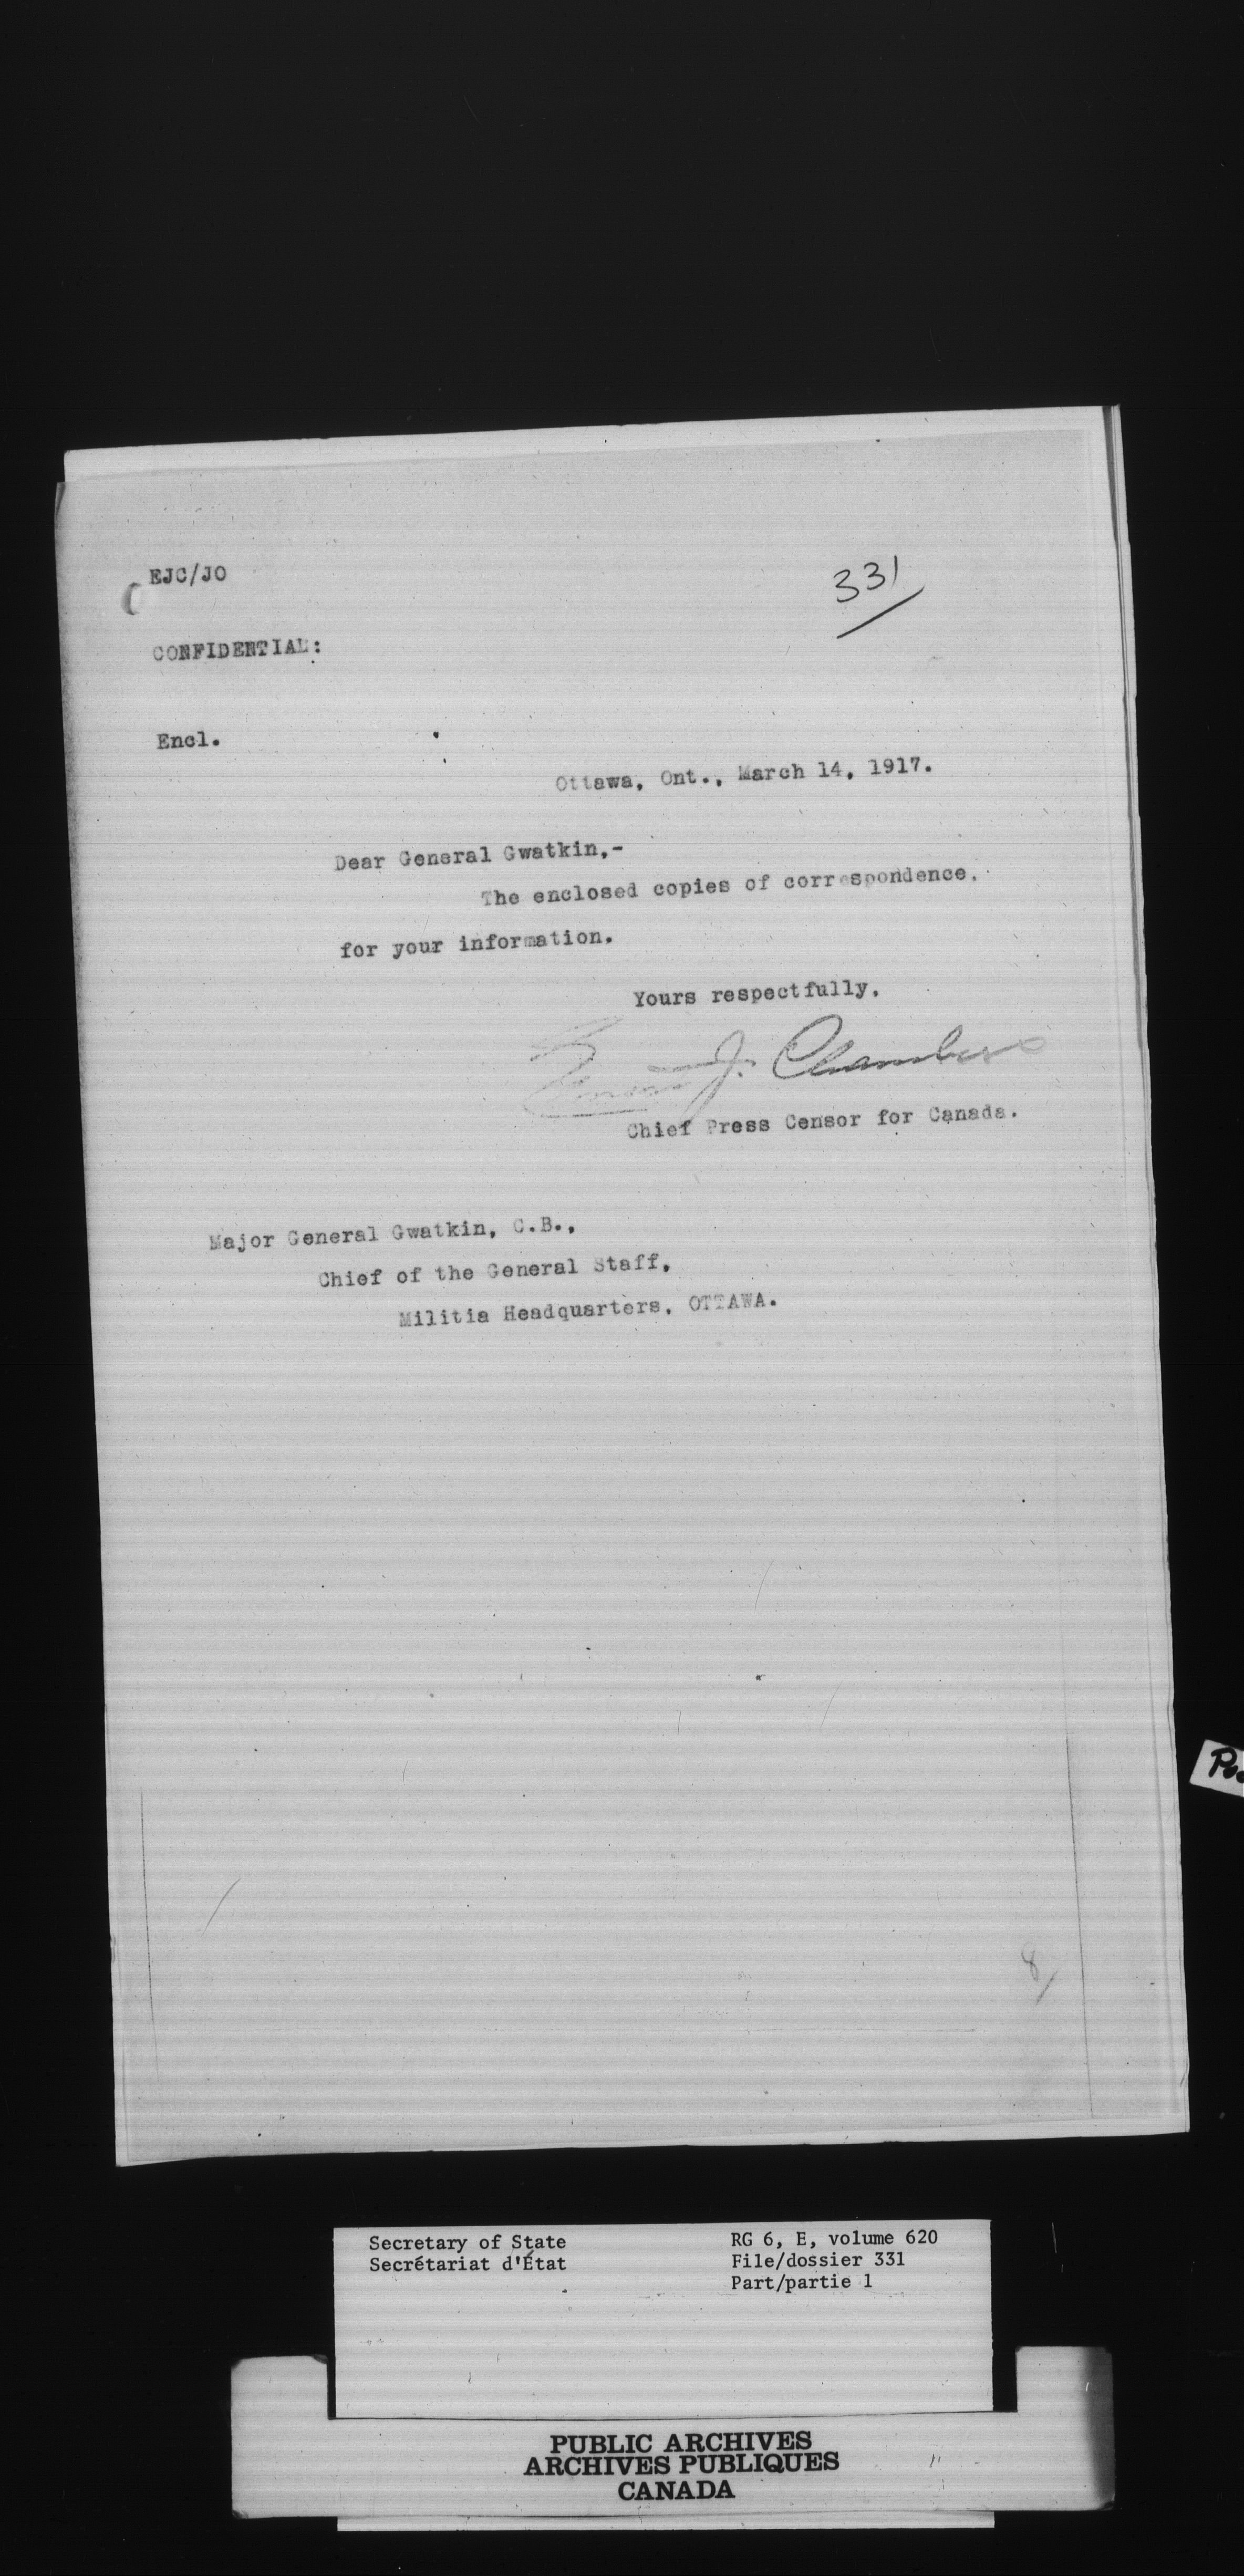 EJC/JO
331
CONFIDENTIAL:
Encl.
Ottawa, Ont., March 14, 1917.
Dear General Gwatkin,-
The enclosed copies of correspondence,
for your information.
Yours respectfully,
Ernest J. Chambers
Chief Press Censor for Canada.
Major General Gwatkin, C.B.,
Chief of the General Staff,
Militia Headquarters, OTTAWA.
8
Secretary of State
Secrétariat d'État
RG 6, E, volume 620
File/dossier 331
Part/partie 1
PUBLIC ARCHIVES
ARCHIVES PUBLIQUES
CANADA